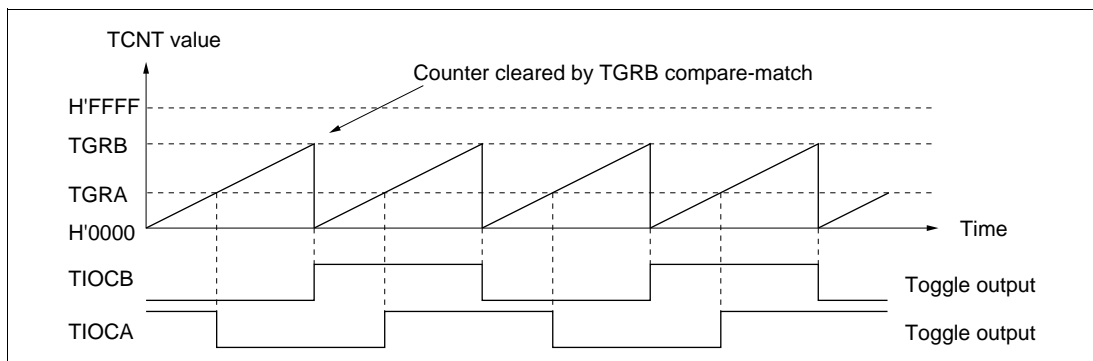 TCNT value
Counter cleared by TGRB compare-match
H'FFFF
TGRB
TGRA
H'0000
Time
TIOCB
Toggle output
TIOCA
Toggle output